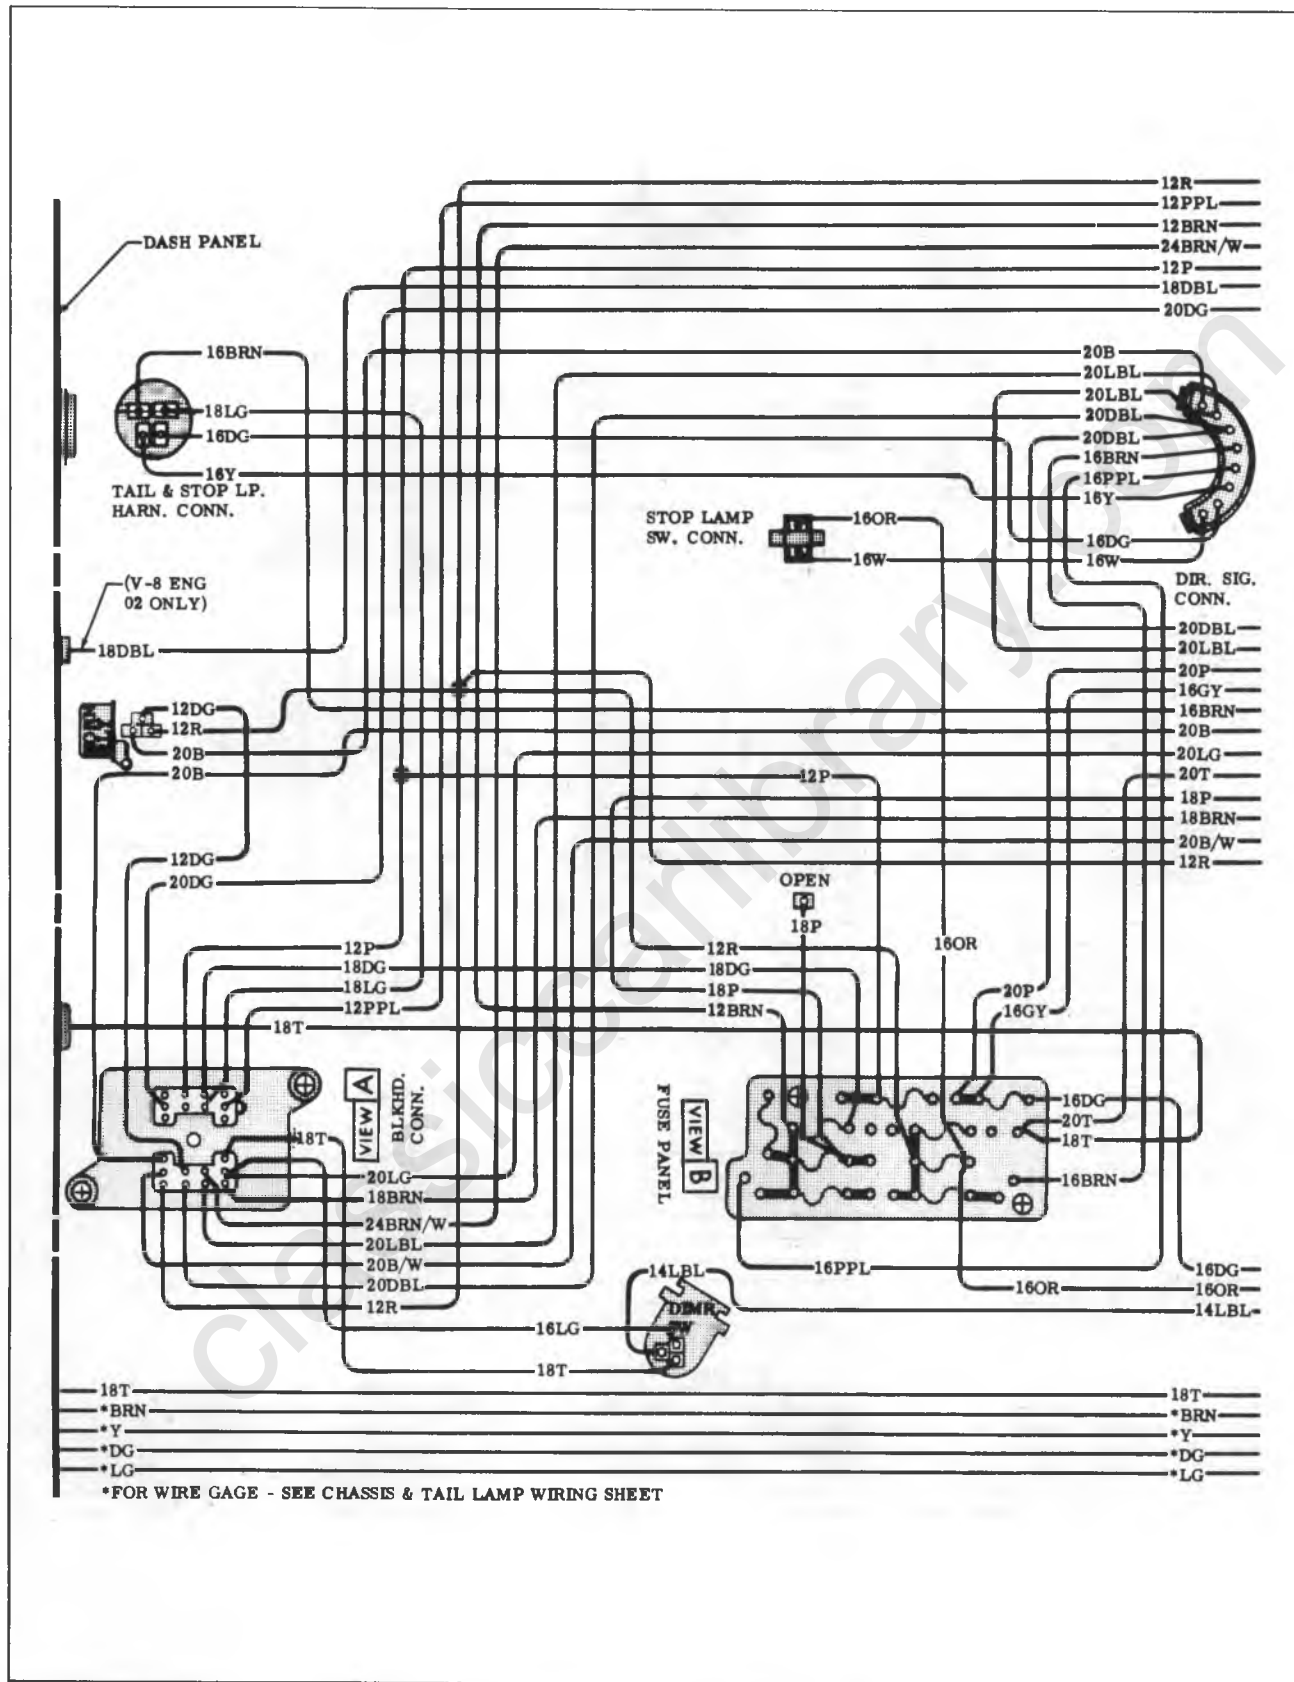 12R
12PPL
12BRN
24BRN/W
12P
18DBL
20DG
DASH PANEL
16BRN
20B
20LBL
20LBL
18LG
20DBL
16DG
20DBL
16BRN
16Y
16PPL
16Y
TAIL & STOP LP.
HARN. CONN.
STOP LAMP
SW. CONN.
16OR
16DG
16W
16W
DIR. SIG.
CONN.
(V-8 ENG
02 ONLY)
20DBL
18DBL
20LBL
20P
16GY
12DG
16BRN
12R
20B
20B
20LG
20B
12P
20T
18P
18BRN
20B/W
12DG
12R
20DG
OPEN
18P
12P
12R
16OR
18DG
18DG
18LG
18P
20P
12PPL
12BRN
16GY
18T
VIEW A
BLKHD.
CONN.
FUSE PANEL
VIEW B
16DG
20T
18T
18T
20LG
16BRN
18BRN
24BRN/W
20LBL
20B/W
16PPL
14LBL
16DG
20DBL
16OR
16OR
12R
DIMR.
SW
14LBL
16LG
18T
18T
18T
*BRN
*BRN
*Y
*Y
*DG
*DG
*LG
*LG
*FOR WIRE GAGE - SEE CHASSIS & TAIL LAMP WIRING SHEET
classiccarlibrary.com